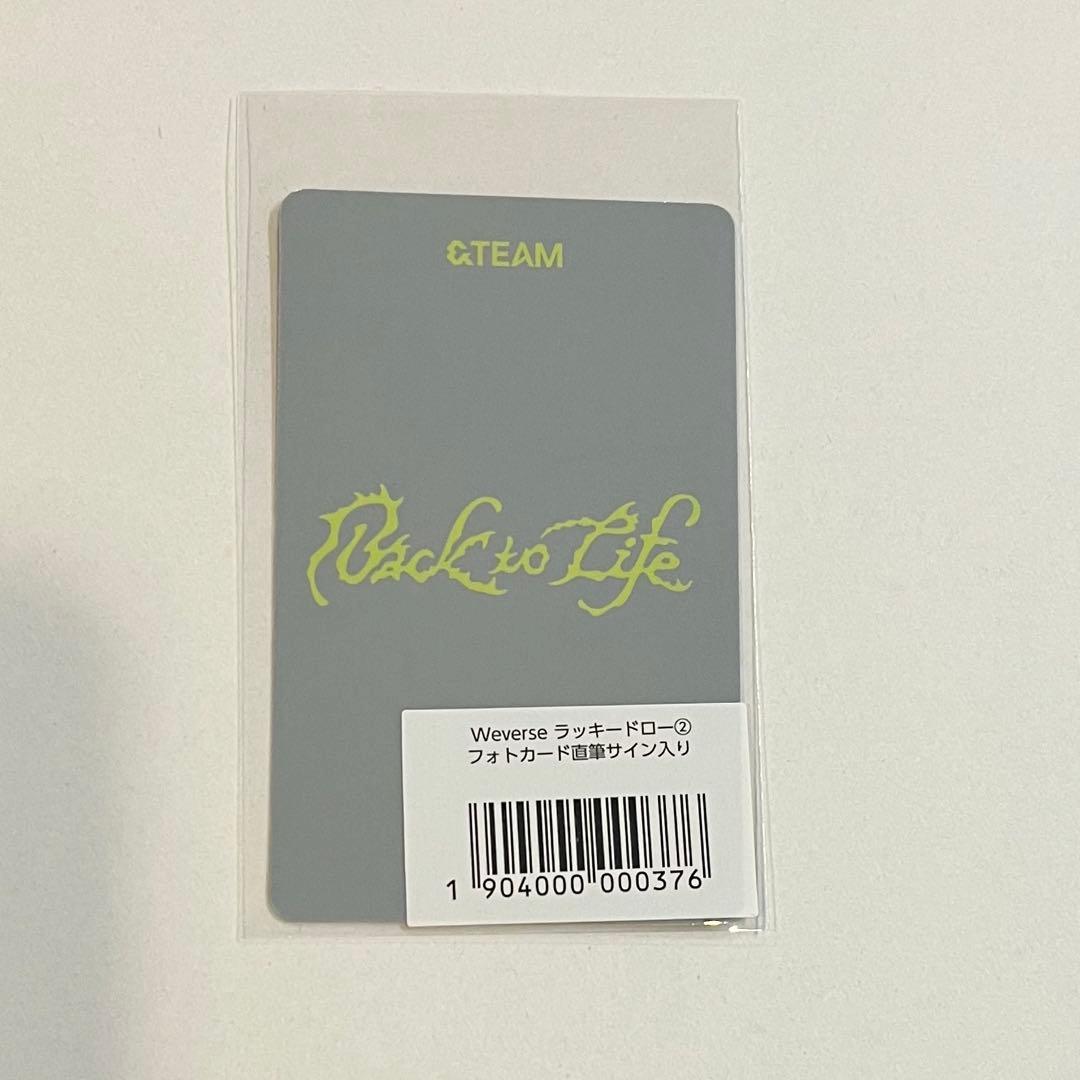 &TEAM
Back to Life
Weverse ラッキードロー②
フォトカード直筆サイン入り
1 904000 000376